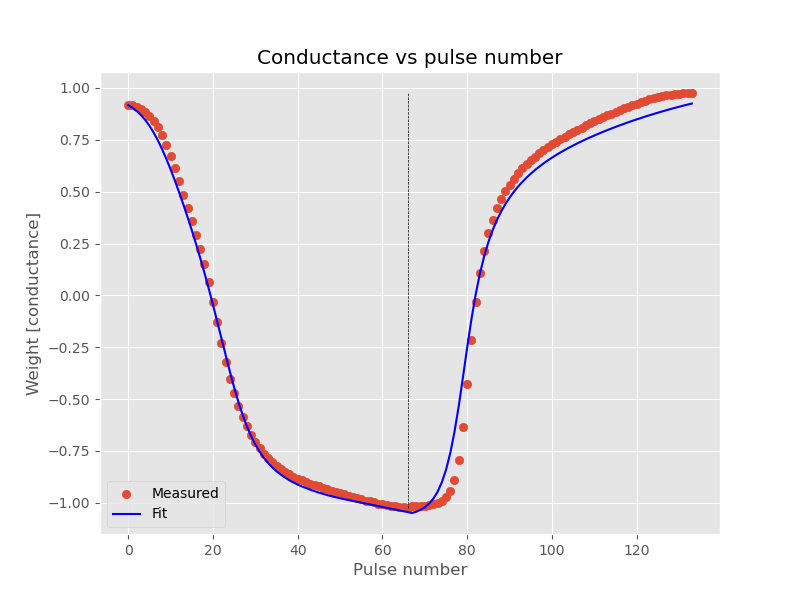 Conductance vs pulse number
Weight [conductance]
1.00
0.75
0.50
0.25
0.00
−0.25
−0.50
−0.75
−1.00
Measured
Fit
0 20 40 60 80 100 120
Pulse number